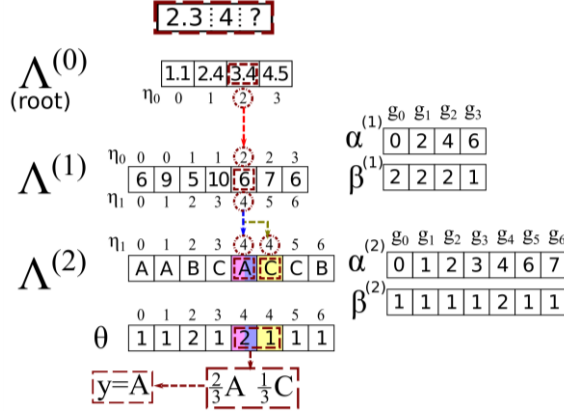 2.3 4 ?
Λ(0) 1.1 2.4 3.4 4.5
(root) η0 0 1 2 3
g0 g1 g2 g3
α(1) 0 2 4 6
η0 0 0 1 1 2 2 3
Λ(1) 6 9 5 10 6 7 6
β(1) 2 2 2 1
η1 0 1 2 3 4 5 6
η1 0 1 2 3 4 4 5 6
g0 g1 g2 g3 g4 g5 g6
Λ(2) A A B C A C C B
α(2) 0 1 2 3 4 6 7
β(2) 1 1 1 1 2 1 1
0 1 2 3 4 4 5 6
θ 1 1 2 1 2 1 1 1
y=A 2/3 A 1/3 C